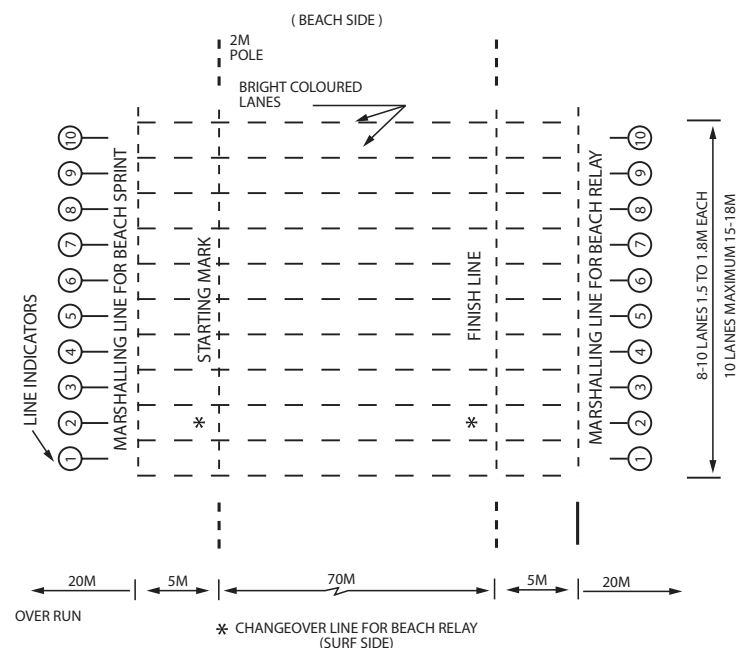 ( BEACH SIDE )
2M
POLE
BRIGHT COLOURED
LANES
10
9
8
7
6
5
4
3
2
1
LINE INDICATORS
MARSHALLING LINE FOR BEACH SPRINT
STARTING MARK
*
FINISH LINE
*
MARSHALLING LINE FOR BEACH RELAY
10
9
8
7
6
5
4
3
2
1
8-10 LANES 1.5 TO 1.8M EACH
10 LANES MAXIMUM 15-18M
20M 5M 70M 5M 20M
OVER RUN
* CHANGEOVER LINE FOR BEACH RELAY
(SURF SIDE)